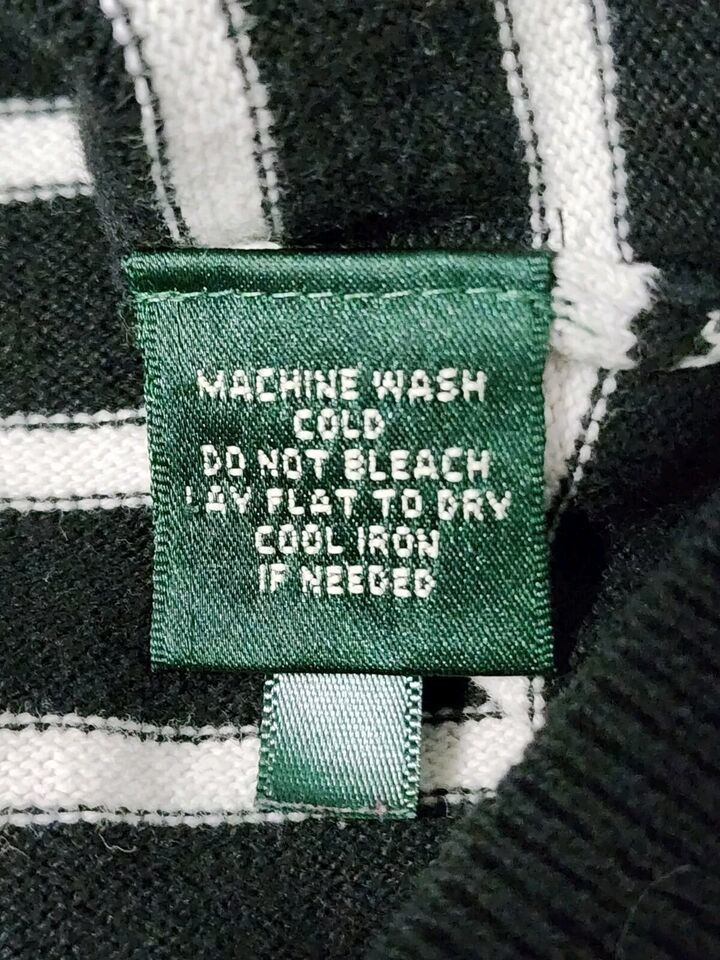 MACHINE WASH
COLD
DO NOT BLEACH
LAY FLAT TO DRY
COOL IRON
IF NEEDED